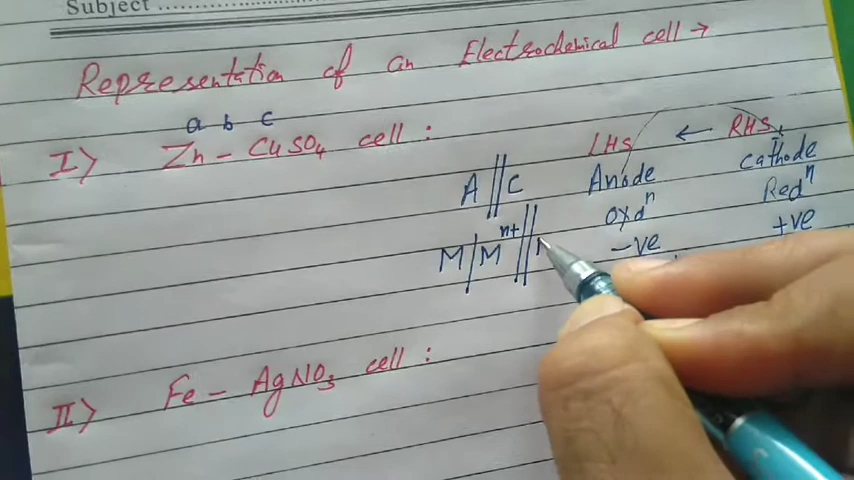 Subject
Representation of an Electrochemical cell →
a b c
I) Zn - CuSO4 cell :
LHS ← RHS
A || C Anode Cathode
oxdⁿ Redⁿ
M | Mⁿ⁺ || -ve +ve
II) Fe - AgNO3 cell :